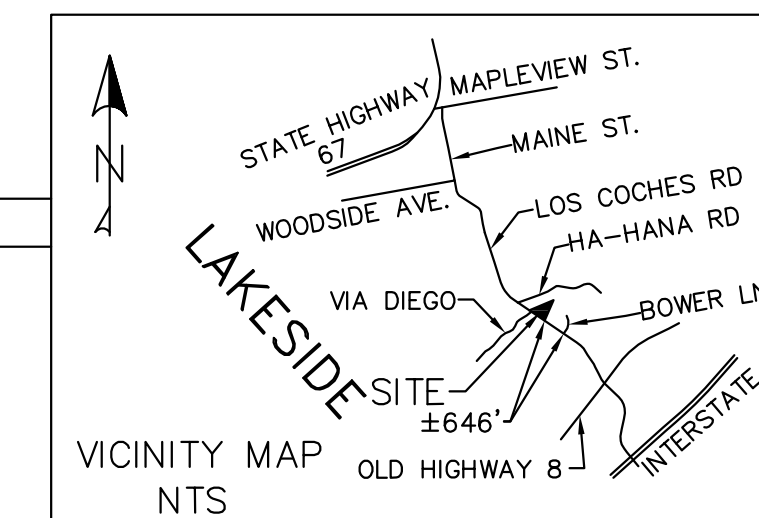 N
STATE HIGHWAY
67
MAPLEVIEW ST.
MAINE ST.
WOODSIDE AVE.
LOS COCHES RD
HA-HANA RD
LAKESIDE
VIA DIEGO
BOWER LN
SITE
±646'
INTERSTATE
VICINITY MAP
NTS
OLD HIGHWAY 8